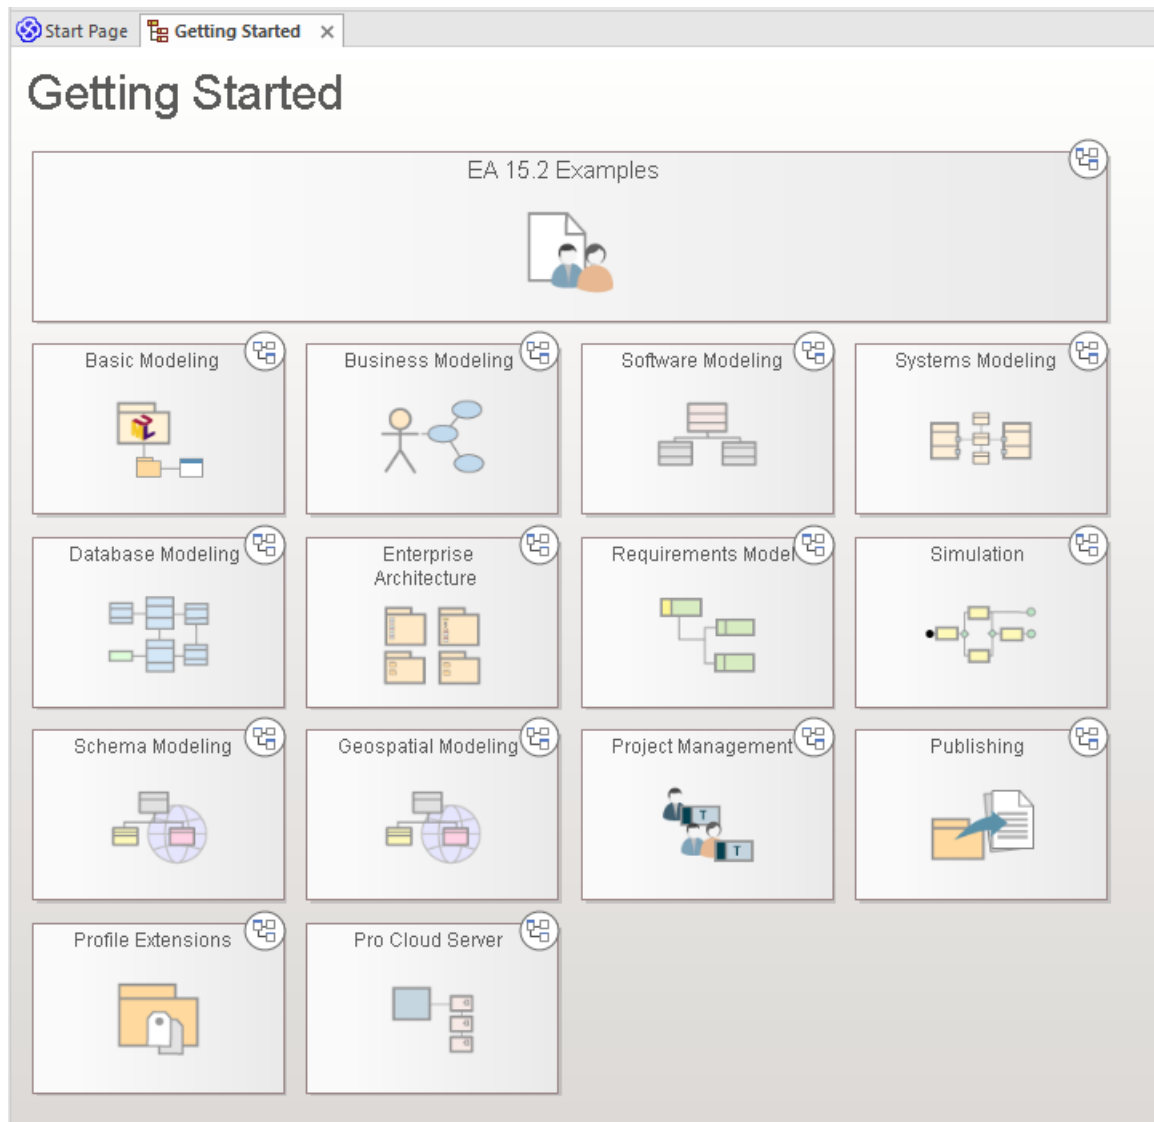 Start Page
Getting Started
Getting Started
EA 15.2 Examples
Basic Modeling
Business Modeling
Software Modeling
Systems Modeling
Database Modeling
Enterprise
Architecture
Requirements Model
Simulation
Schema Modeling
Geospatial Modeling
Project Management
T
T
Publishing
Profile Extensions
Pro Cloud Server